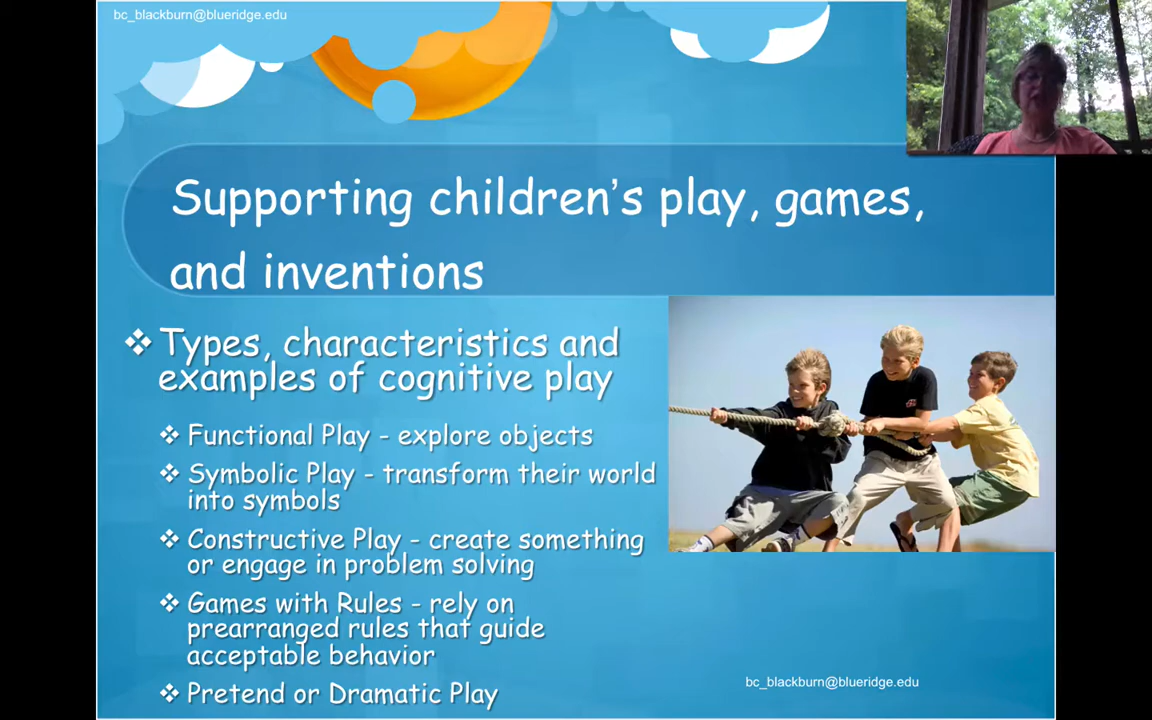 bc_blackburn@blueridge.edu
Supporting children's play, games,
and inventions
❖ Types, characteristics and
examples of cognitive play
❖ Functional Play - explore objects
❖ Symbolic Play - transform their world
into symbols
❖ Constructive Play - create something
or engage in problem solving
❖ Games with Rules - rely on
prearranged rules that guide
acceptable behavior
❖ Pretend or Dramatic Play
bc_blackburn@blueridge.edu